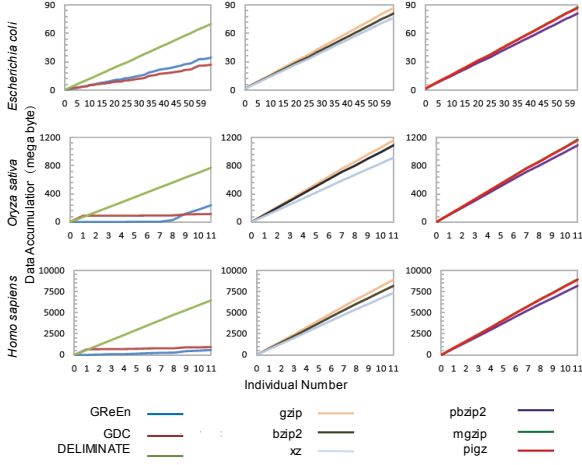 Escherichia coli
Oryza sativa
Homo sapiens
Data Accumulation (mega byte)
90
60
30
0
0 5 10 15 20 25 30 35 40 45 50 59
90
60
30
0
0 5 10 15 20 25 30 35 40 45 50 59
90
60
30
0
0 5 10 15 20 25 30 35 40 45 50 59
1200
800
400
0
0 1 2 3 4 5 6 7 8 9 10 11
1200
800
400
0
0 1 2 3 4 5 6 7 8 9 10 11
1200
800
400
0
0 1 2 3 4 5 6 7 8 9 10 11
10000
7500
5000
2500
0
0 1 2 3 4 5 6 7 8 9 10 11
10000
7500
5000
2500
0
0 1 2 3 4 5 6 7 8 9 10 11
10000
7500
5000
2500
0
0 1 2 3 4 5 6 7 8 9 10 11
Individual Number
GReEn
gzip
pbzip2
GDC
bzip2
mgzip
DELIMINATE
xz
pigz